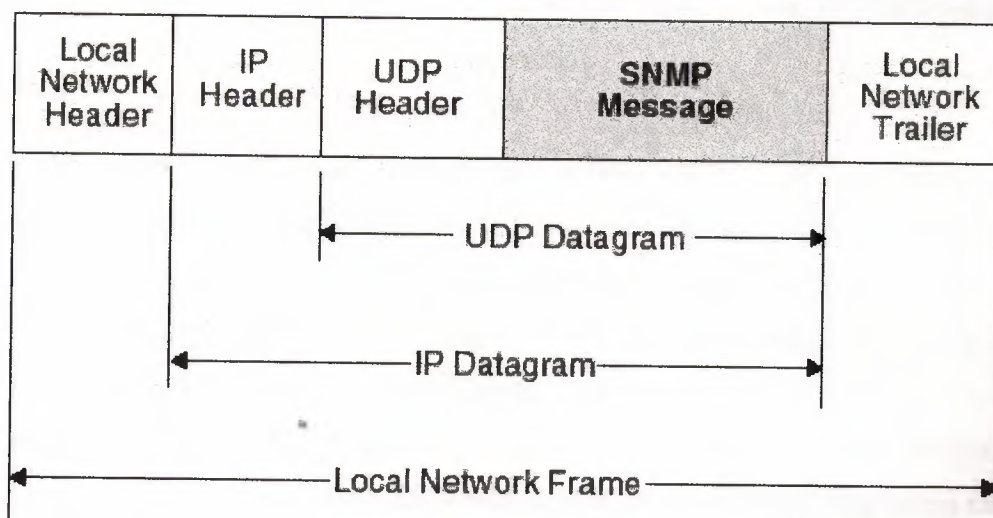 Local
Network
Header
IP
Header
UDP
Header
SNMP
Message
Local
Network
Trailer
UDP Datagram
IP Datagram
Local Network Frame